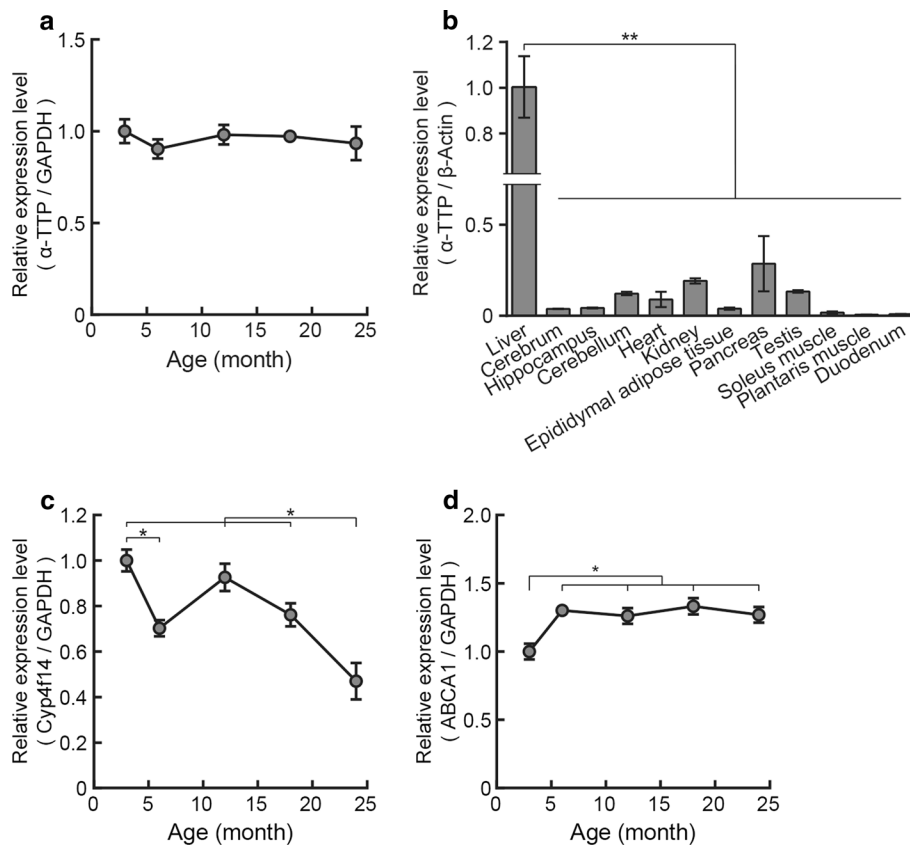 a
Relative expression level
( α-TTP / GAPDH )
1.5
1.0
0.5
0
0 5 10 15 20 25
Age (month)
b
Relative expression level
( α-TTP / β-Actin )
1.2
0.8
0.5
0
**
Liver
Cerebrum
Hippocampus
Cerebellum
Heart
Kidney
Epididymal adipose tissue
Pancreas
Testis
Soleus muscle
Plantaris muscle
Duodenum
c
Relative expression level
( Cyp4f14 / GAPDH )
1.2
1.0
0.8
0.6
0.4
0.2
0
*
*
0 5 10 15 20 25
Age (month)
d
Relative expression level
( ABCA1 / GAPDH )
2.0
1.5
1.0
0.5
0
*
0 5 10 15 20 25
Age (month)